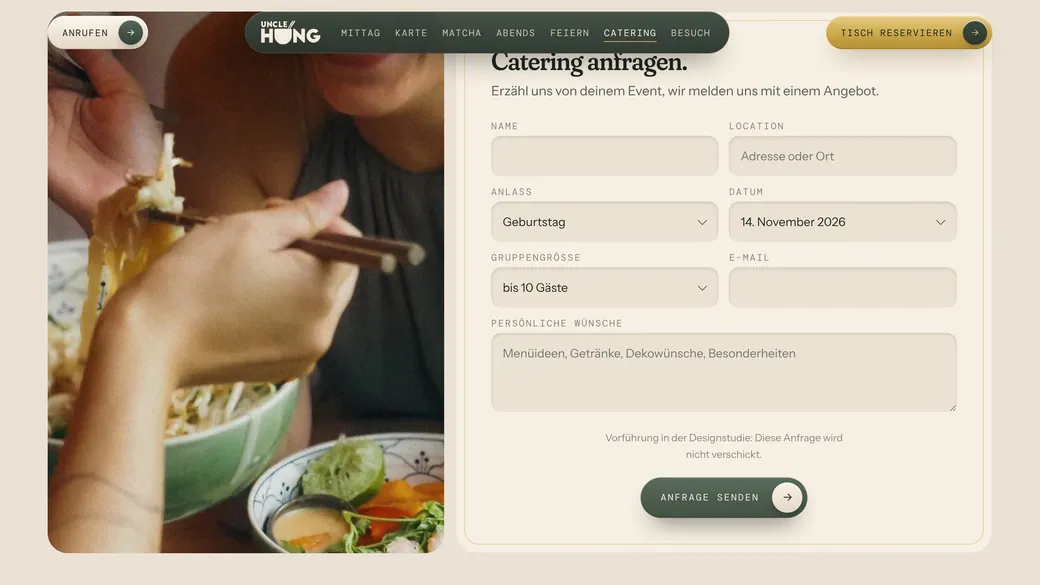 ANRUFEN
UNCLE
HUNG
MITTAG KARTE MATCHA ABENDS FEIERN CATERING BESUCH
TISCH RESERVIEREN
Catering anfragen.
Erzähl uns von deinem Event, wir melden uns mit einem Angebot.
NAME
LOCATION
Adresse oder Ort
ANLASS
DATUM
Geburtstag
14. November 2026
GRUPPENGRÖSSE
E-MAIL
bis 10 Gäste
PERSÖNLICHE WÜNSCHE
Menüideen, Getränke, Dekowünsche, Besonderheiten
Vorführung in der Designstudie: Diese Anfrage wird
nicht verschickt.
ANFRAGE SENDEN